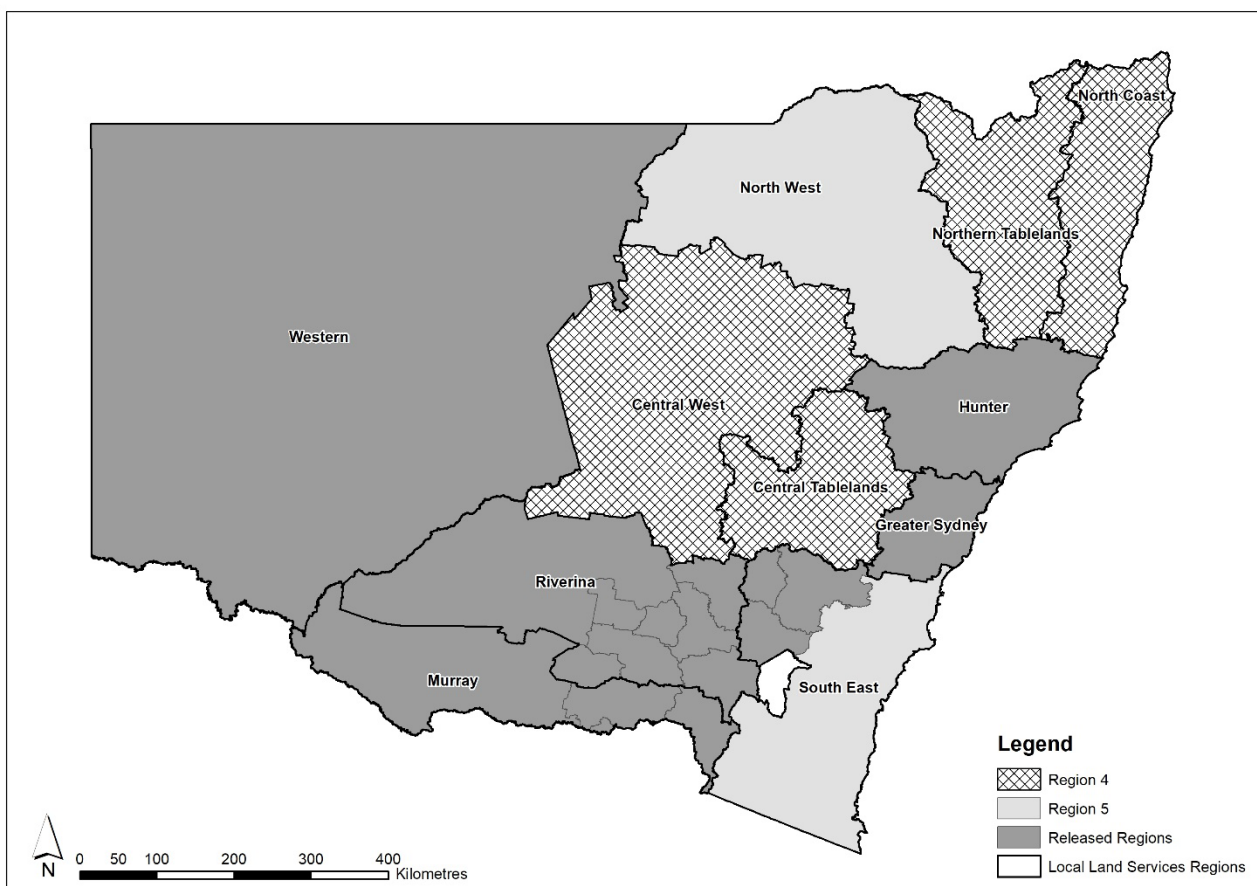 North Coast
North West
Northern Tablelands
Western
Central West
Hunter
Central Tablelands
Greater Sydney
Riverina
Murray
South East
Legend
Region 4
Region 5
Released Regions
Local Land Services Regions
N
0 50 100 200 300 400
Kilometres